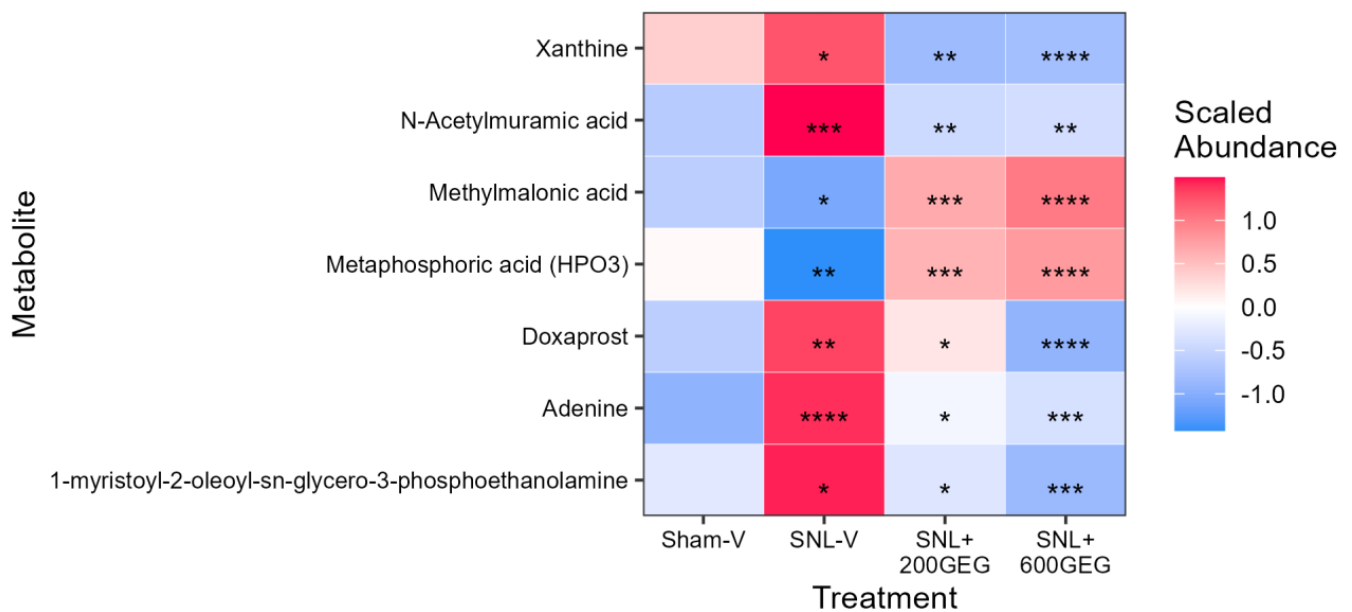 Metabolite
Xanthine
* ** ****
N-Acetylmuramic acid
*** ** **
Methylmalonic acid
* *** ****
Metaphosphoric acid (HPO3)
** *** ****
Doxaprost
** * ****
Adenine
**** * ***
1-myristoyl-2-oleoyl-sn-glycero-3-phosphoethanolamine
* * ***
Sham-V
SNL-V
SNL+
200GEG
SNL+
600GEG
Treatment
Scaled
Abundance
1.0
0.5
0.0
-0.5
-1.0